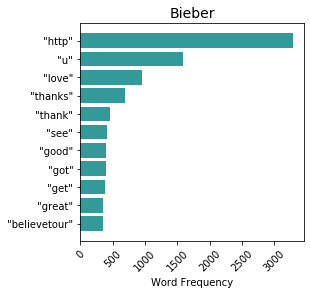 Bieber
"http"
"u"
"love"
"thanks"
"thank"
"see"
"good"
"got"
"get"
"great"
"believetour"
0 500 1000 1500 2000 2500 3000
Word Frequency